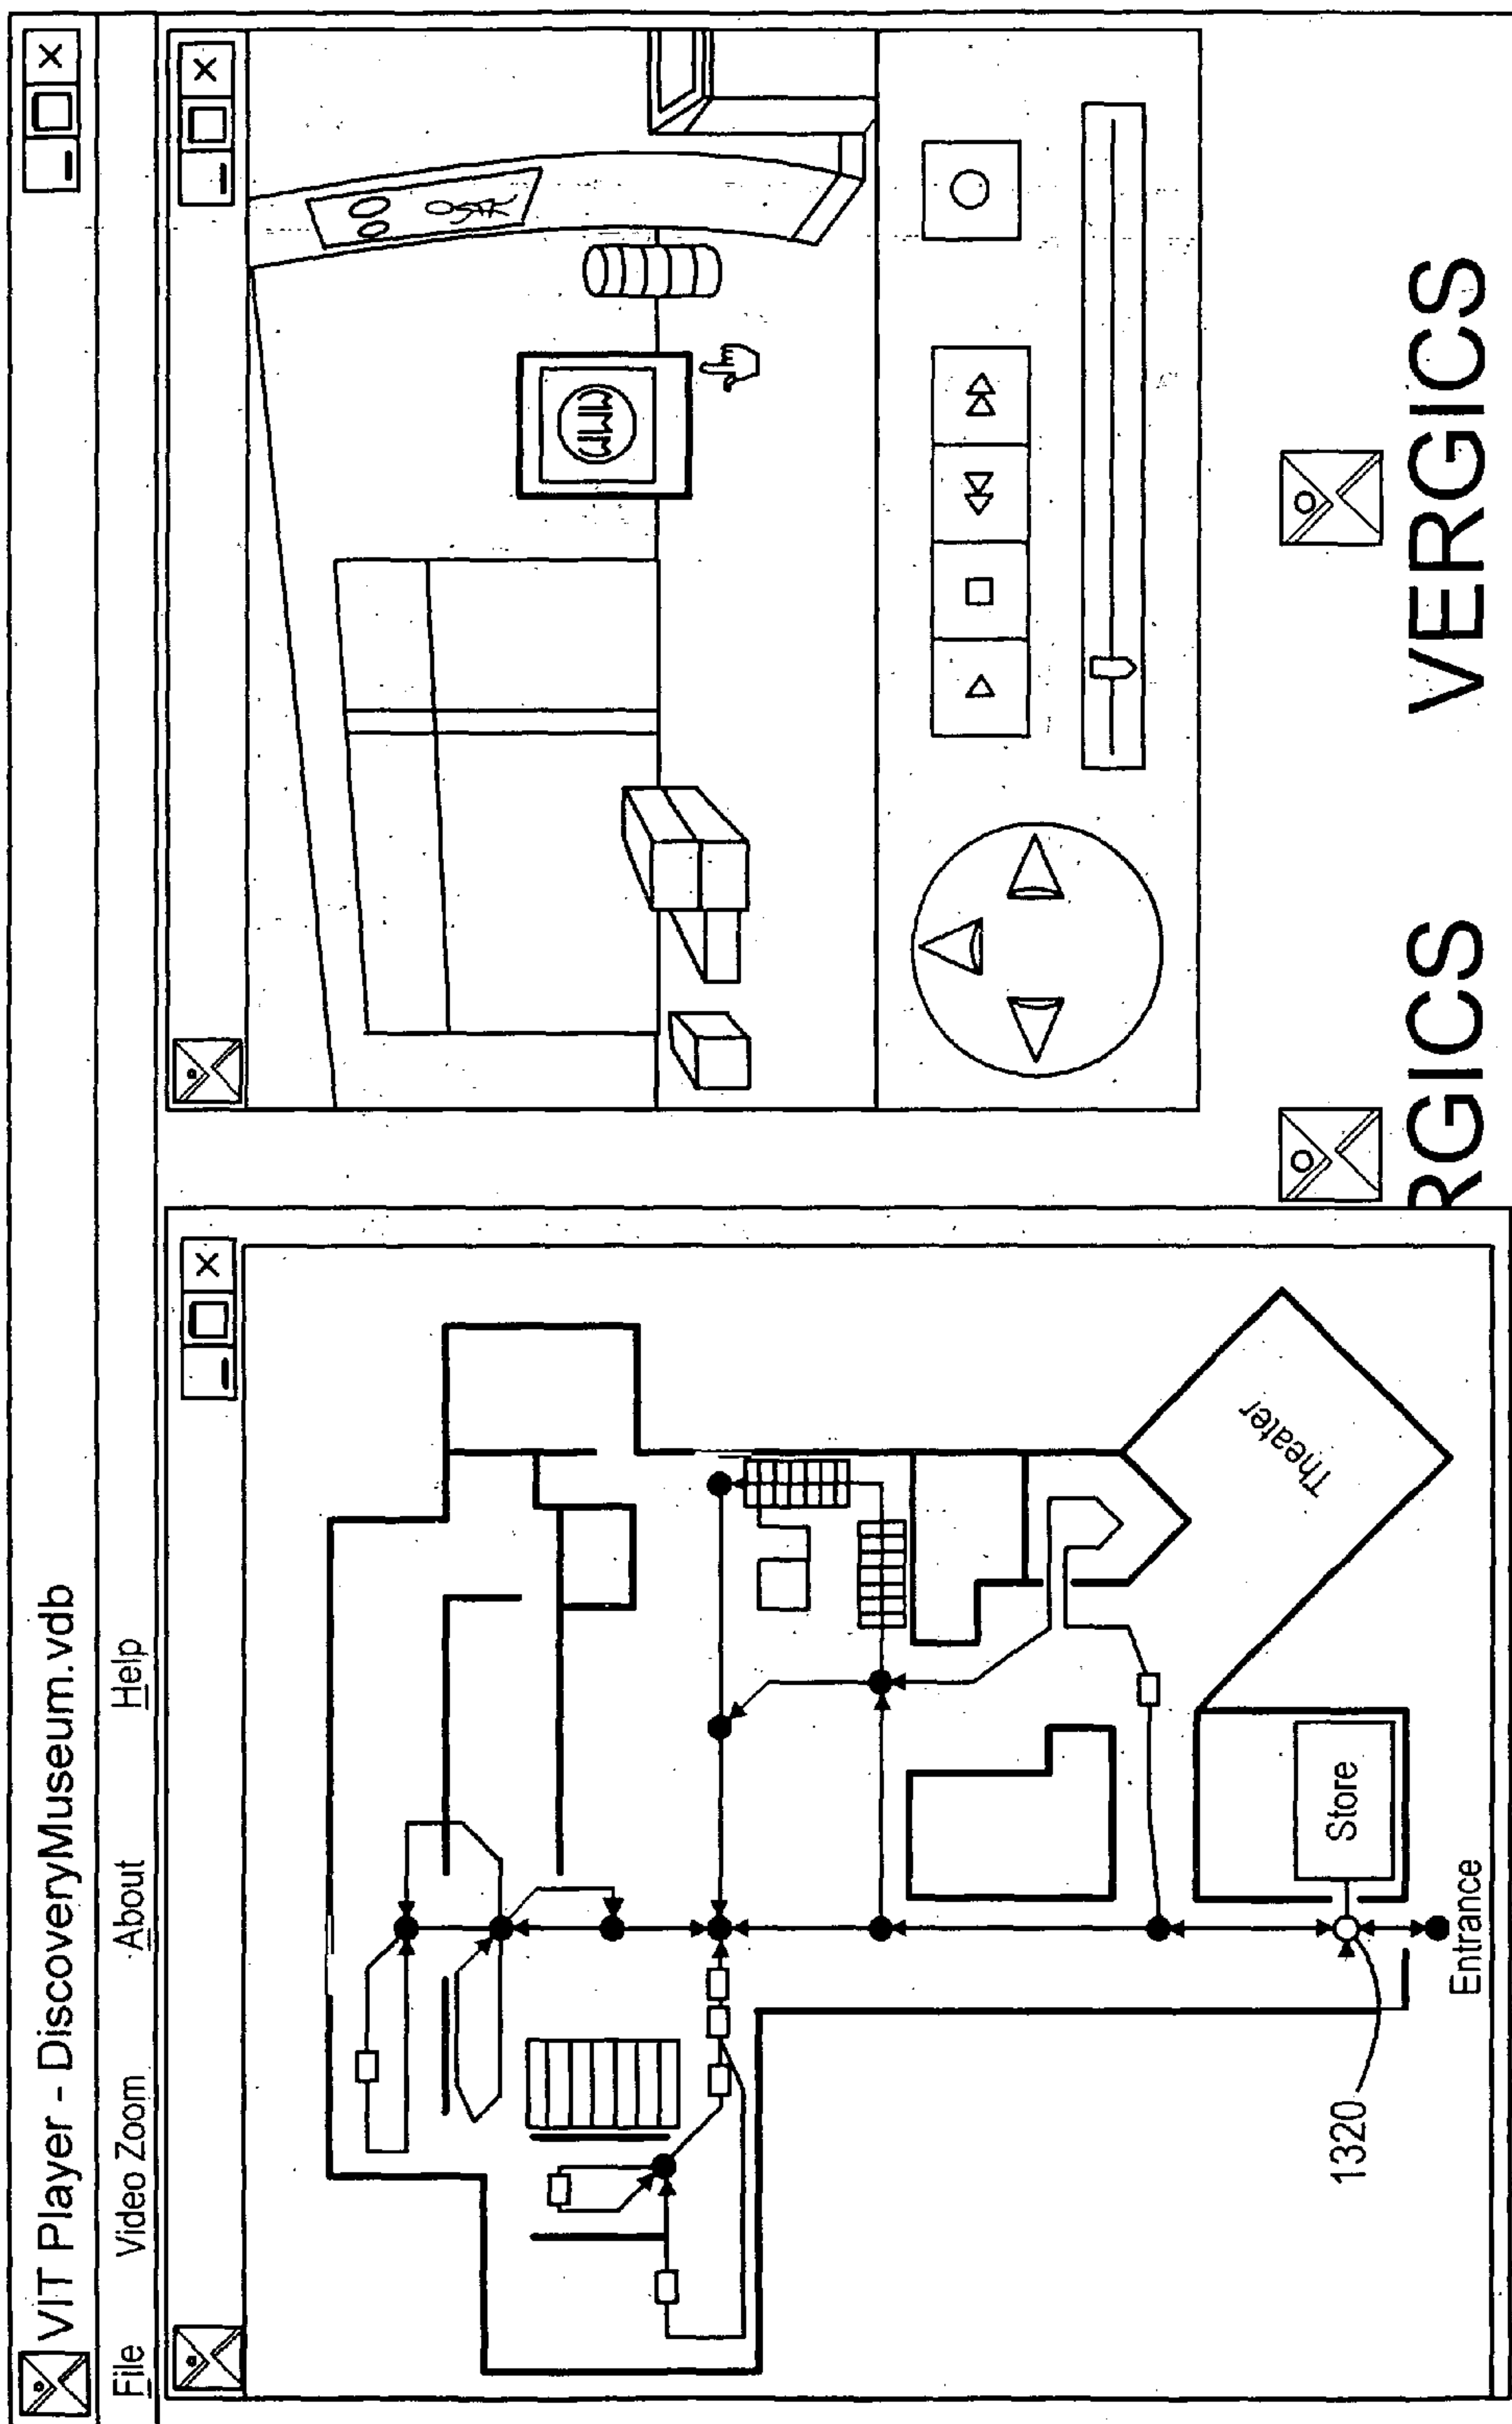 VIT Player - DiscoveryMuseum.vdb
File Video Zoom About Help
Theater
Store
Entrance
1320
RGICS VERGICS